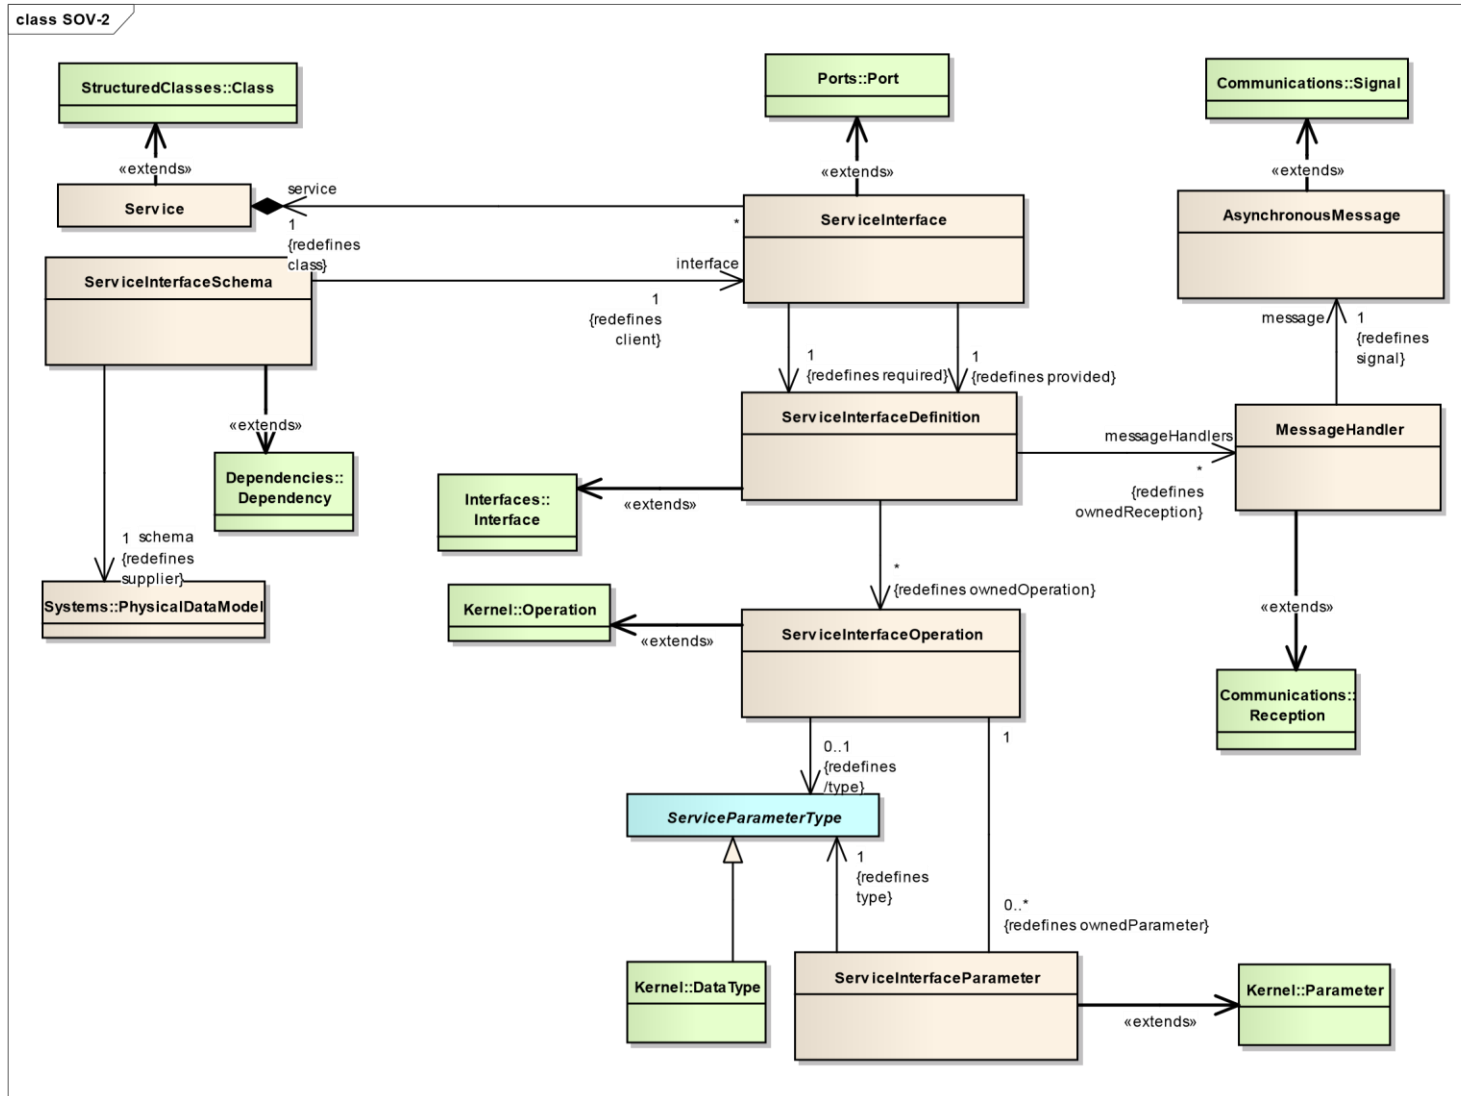 class SOV-2
StructuredClasses::Class
Ports::Port
Communications::Signal
«extends»
«extends»
«extends»
Service
service
1
{redefines
class}
*
ServiceInterface
AsynchronousMessage
ServiceInterfaceSchema
interface
1
{redefines
client}
message
1
{redefines
signal}
1
{redefines required}
1
{redefines provided}
ServiceInterfaceDefinition
messageHandlers
*
{redefines
ownedReception}
MessageHandler
«extends»
Dependencies::
Dependency
Interfaces::
Interface
«extends»
1 schema
{redefines
supplier}
Systems::PhysicalDataModel
*
{redefines ownedOperation}
Kernel::Operation
«extends»
ServiceInterfaceOperation
«extends»
Communications::
Reception
0..1
{redefines
/type}
1
ServiceParameterType
1
{redefines
type}
0..*
{redefines ownedParameter}
Kernel::DataType
ServiceInterfaceParameter
«extends»
Kernel::Parameter